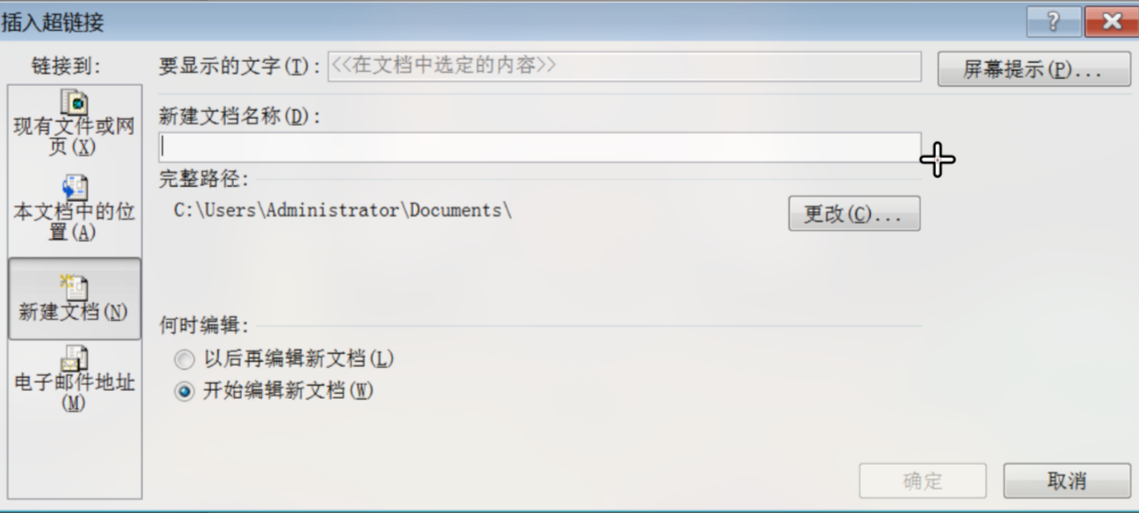 插入超链接
链接到:
要显示的文字(T):
<<在文档中选定的内容>>
屏幕提示(P)...
现有文件或网
页(X)
本文档中的位
置(A)
新建文档(N)
电子邮件地址
(M)
新建文档名称(D):
完整路径:
C:\Users\Administrator\Documents\
更改(C)...
何时编辑:
以后再编辑新文档(L)
开始编辑新文档(W)
确定
取消